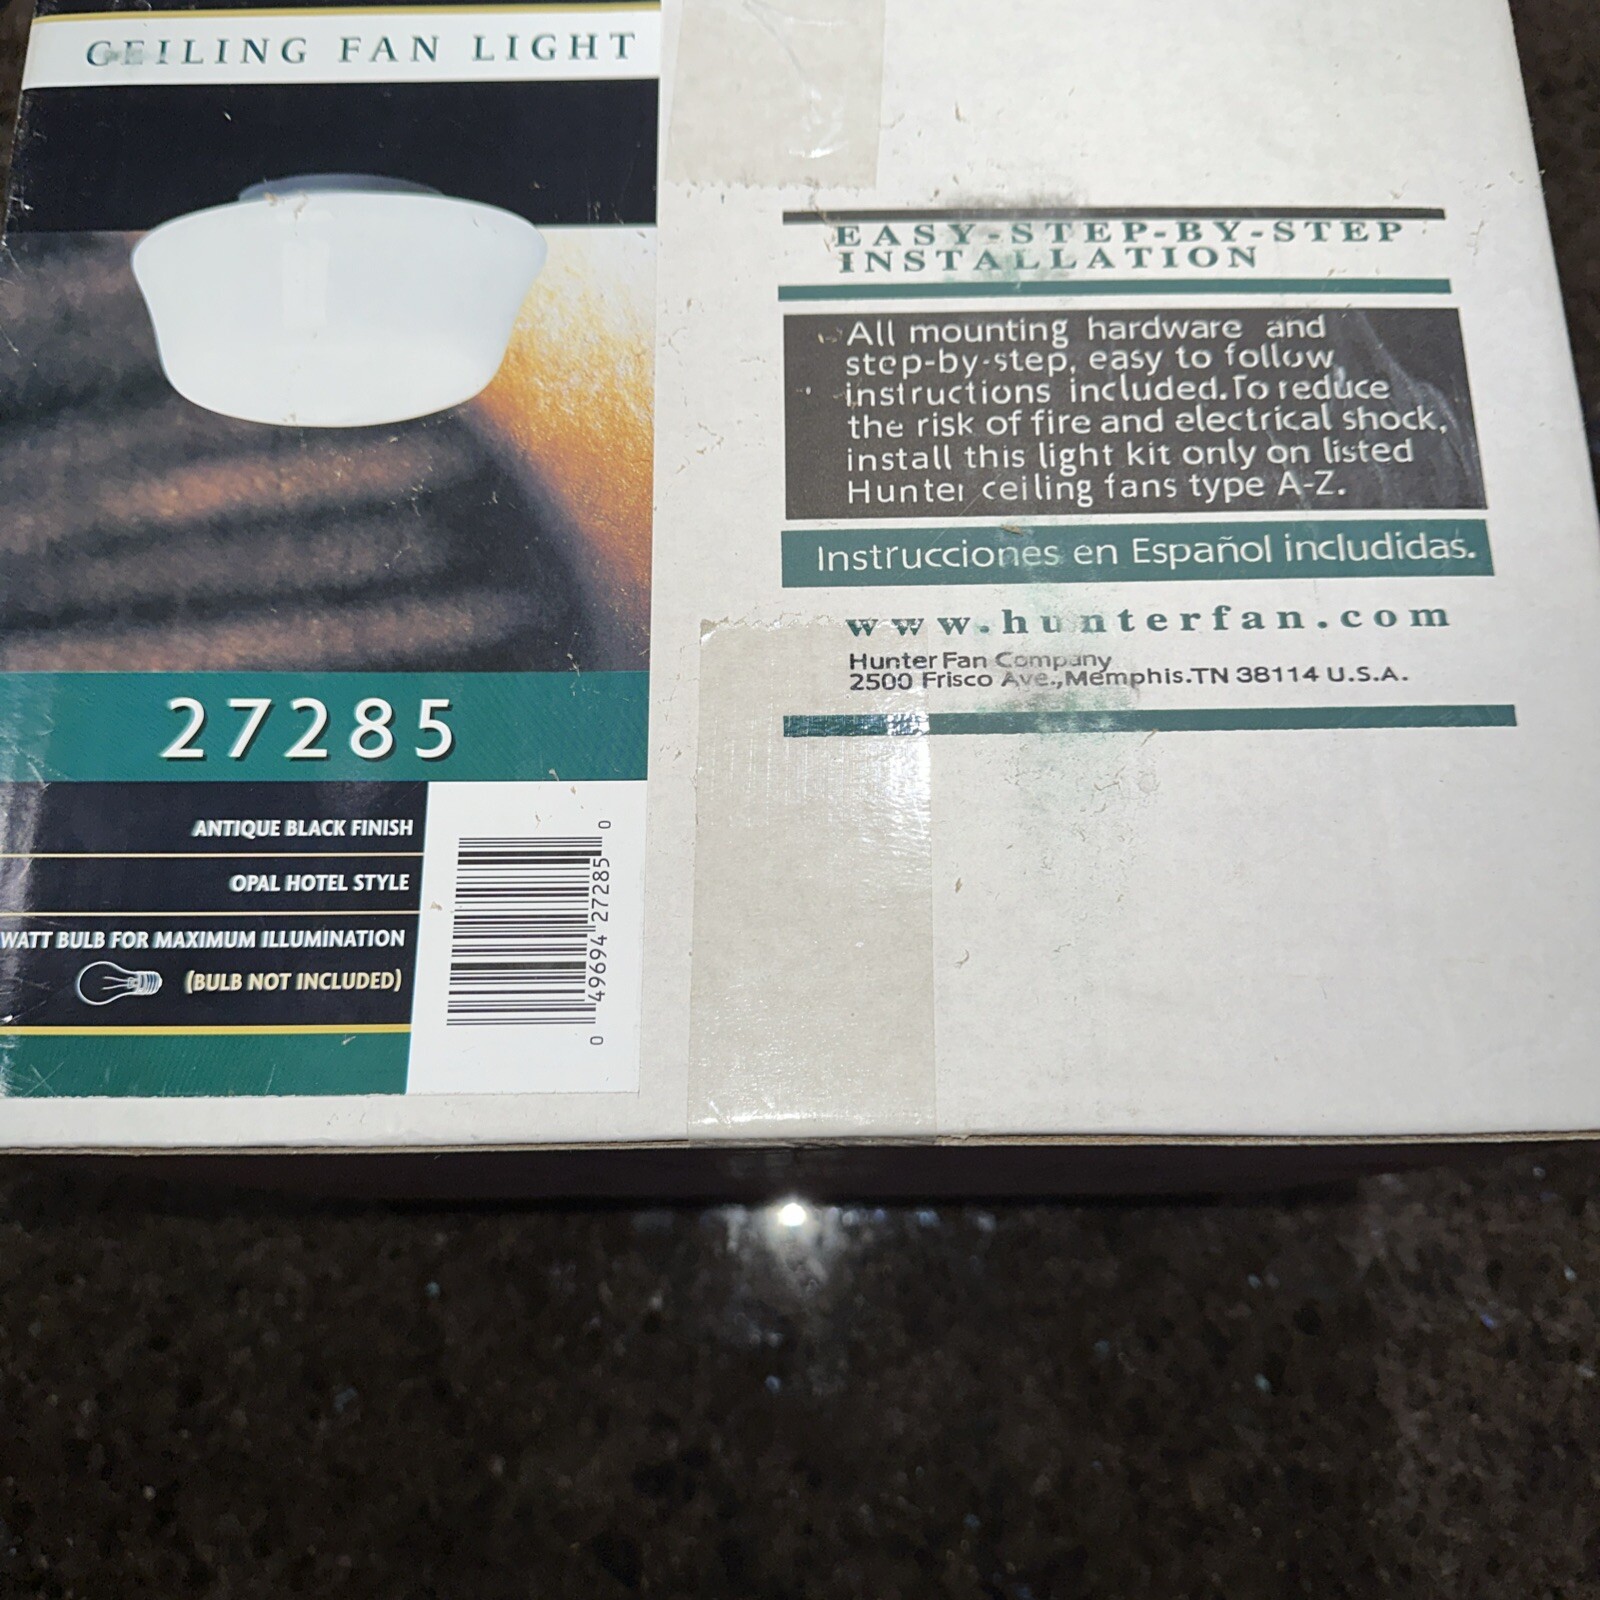 CEILING FAN LIGHT
27285
ANTIQUE BLACK FINISH
OPAL HOTEL STYLE
WATT BULB FOR MAXIMUM ILLUMINATION
(BULB NOT INCLUDED)
0 49694 27285 0
EASY-STEP-BY-STEP
INSTALLATION
All mounting hardware and
step-by-step, easy to follow,
instructions included. To reduce
the risk of fire and electrical shock,
install this light kit only on listed
Hunter ceiling fans type A-Z.
Instrucciones en Español includidas.
www.hunterfan.com
Hunter Fan Company
2500 Frisco Ave.,Memphis.TN 38114 U.S.A.